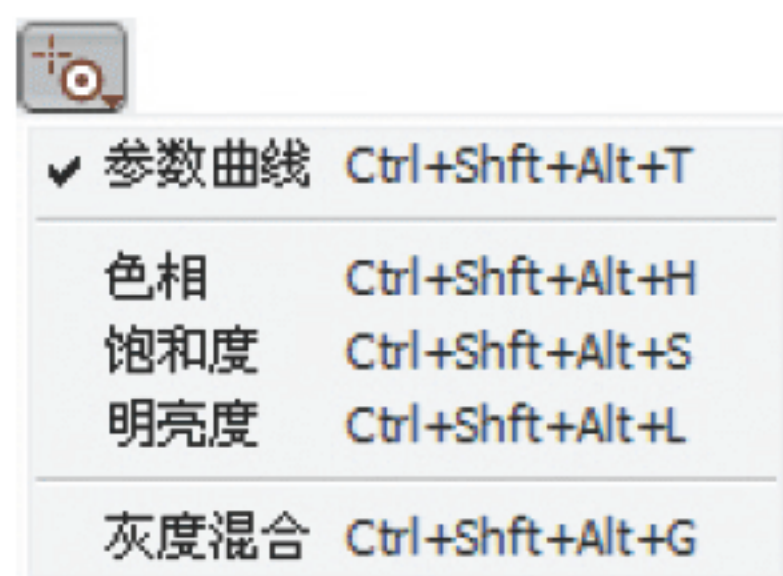 ✔ 参数曲线 Ctrl+Shft+Alt+T
色相 Ctrl+Shft+Alt+H
饱和度 Ctrl+Shft+Alt+S
明亮度 Ctrl+Shft+Alt+L
灰度混合 Ctrl+Shft+Alt+G